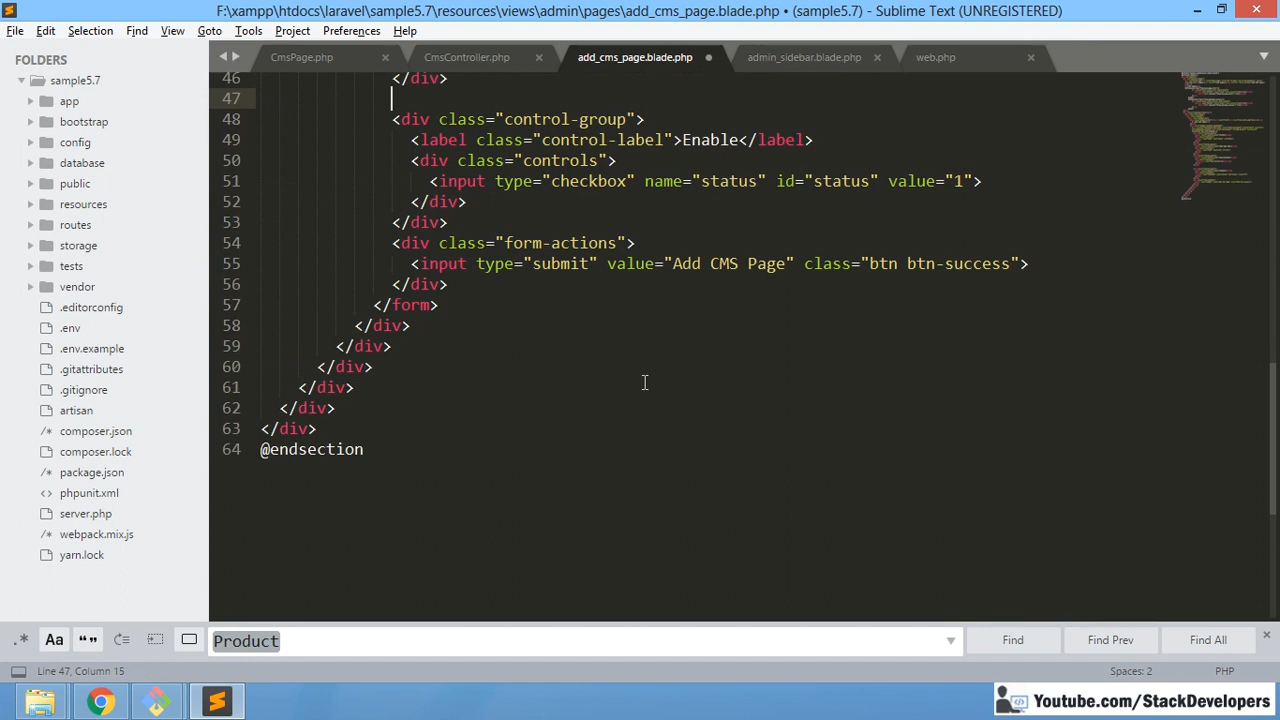 F:\xampp\htdocs\laravel\sample5.7\resources\views\admin\pages\add_cms_page.blade.php • (sample5.7) - Sublime Text (UNREGISTERED)
File Edit Selection Find View Goto Tools Project Preferences Help
FOLDERS
sample5.7
app
bootstrap
config
database
public
resources
routes
storage
tests
vendor
.editorconfig
.env
.env.example
.gitattributes
.gitignore
artisan
composer.json
composer.lock
package.json
phpunit.xml
server.php
webpack.mix.js
yarn.lock
CmsPage.php CmsController.php add_cms_page.blade.php admin_sidebar.blade.php web.php
46 </div>
47
48 <div class="control-group">
49 <label class="control-label">Enable</label>
50 <div class="controls">
51 <input type="checkbox" name="status" id="status" value="1">
52 </div>
53 </div>
54 <div class="form-actions">
55 <input type="submit" value="Add CMS Page" class="btn btn-success">
56 </div>
57 </form>
58 </div>
59 </div>
60 </div>
61 </div>
62 </div>
63 </div>
64 @endsection
.* Aa “” Product Find Find Prev Find All
Line 47, Column 15 Spaces: 2 PHP
Youtube.com/StackDevelopers